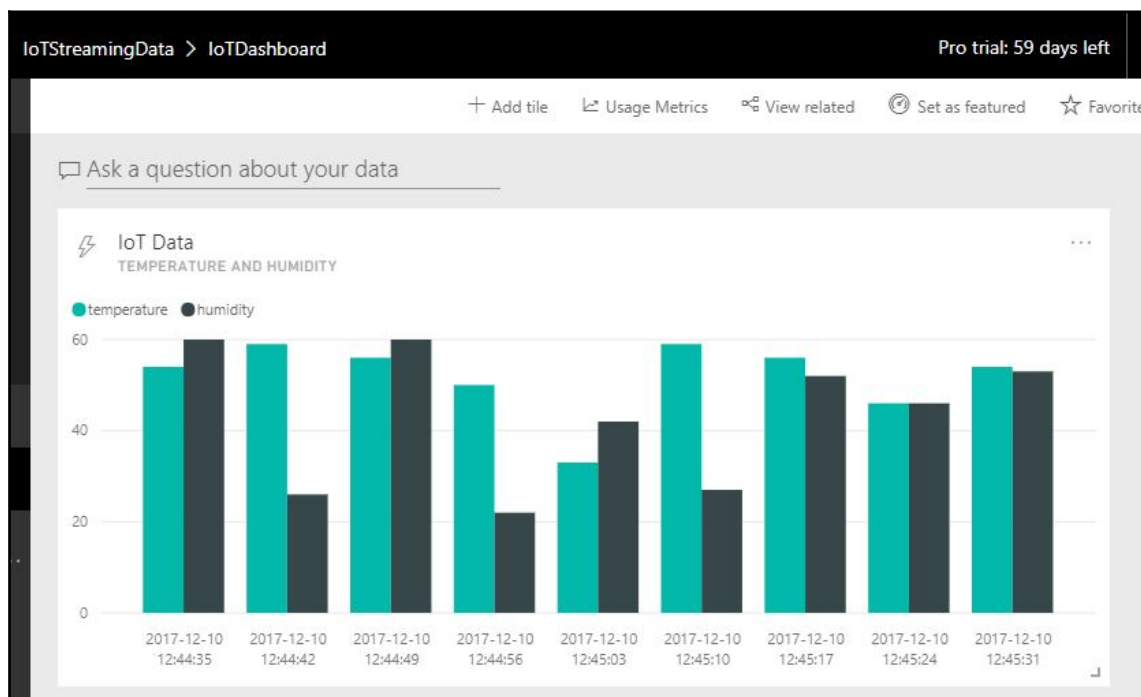 IoTStreamingData > IoTDashboard
Pro trial: 59 days left
Add tile
Usage Metrics
View related
Set as featured
Favorite
Ask a question about your data
IoT Data
TEMPERATURE AND HUMIDITY
temperature humidity
60
40
20
0
2017-12-10 2017-12-10 2017-12-10 2017-12-10 2017-12-10 2017-12-10 2017-12-10 2017-12-10 2017-12-10
12:44:35 12:44:42 12:44:49 12:44:56 12:45:03 12:45:10 12:45:17 12:45:24 12:45:31